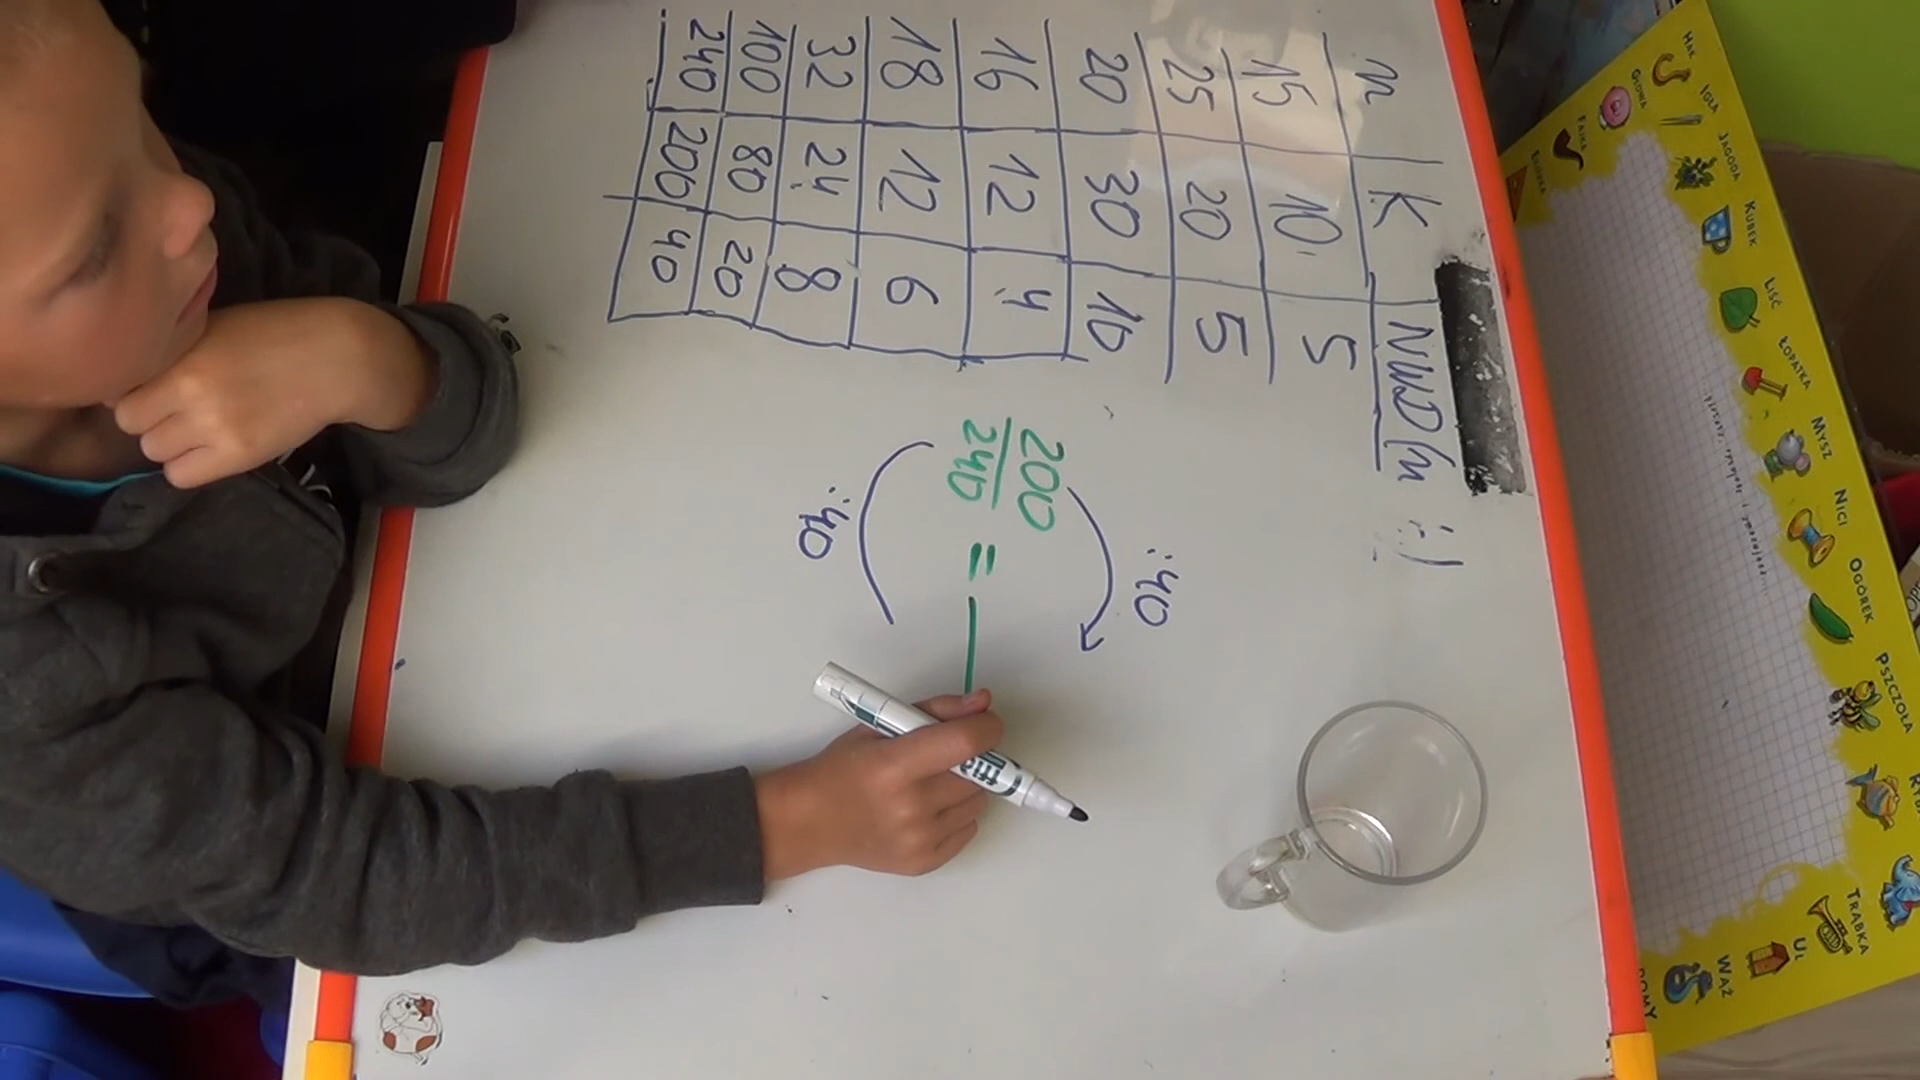 n K NWD(n
15 10 5
25 20 5
20 30 10
16 12 4
18 12 6
32 24 8
100 80 20
240 200 40
:40
200
240
=
:40
HAK
IGŁA
JAGODA
KUBEK
LIŚĆ
ŁOPATKA
MYSZ
NICI
OGÓREK
PSZCZOŁA
GŁOWA
FAJKA
TRĄBKA
UL
WĄŻ